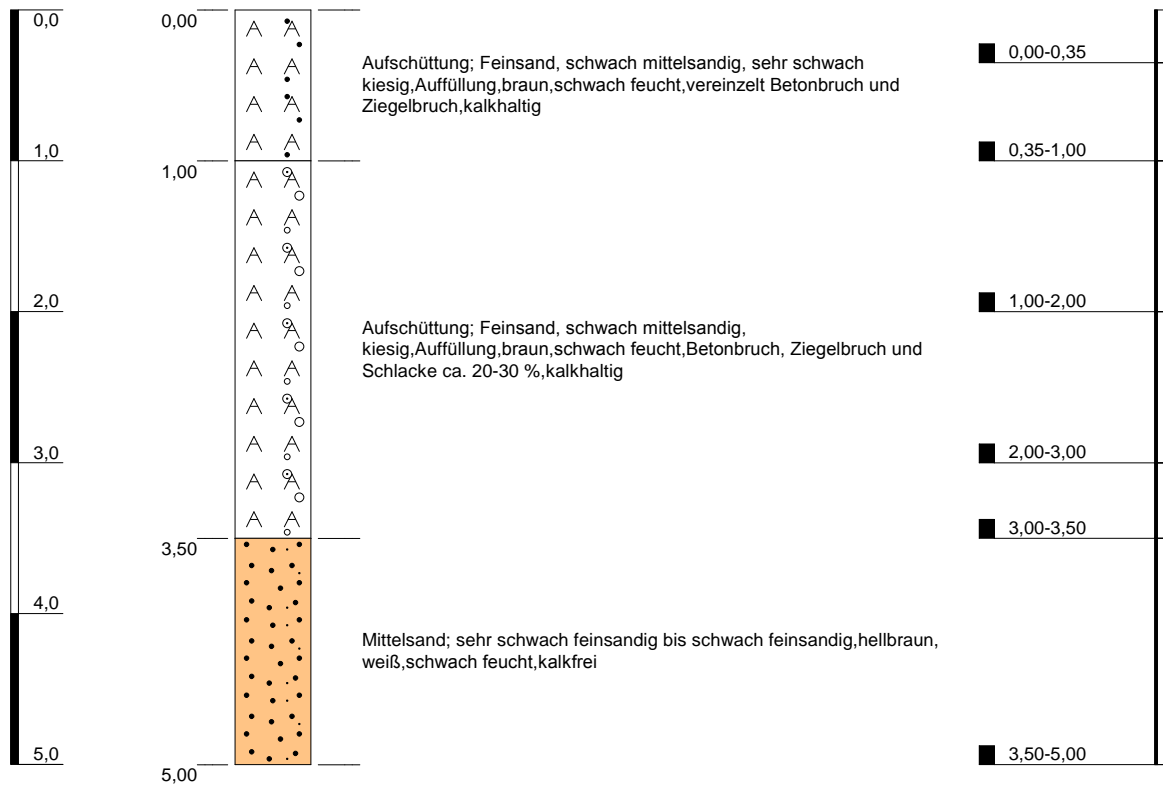 0,0
0,00
0,00-0,35
Aufschüttung; Feinsand, schwach mittelsandig, sehr schwach
kiesig,Auffüllung,braun,schwach feucht,vereinzelt Betonbruch und
Ziegelbruch,kalkhaltig
1,0
1,00
0,35-1,00
2,0
1,00-2,00
Aufschüttung; Feinsand, schwach mittelsandig,
kiesig,Auffüllung,braun,schwach feucht,Betonbruch, Ziegelbruch und
Schlacke ca. 20-30 %,kalkhaltig
3,0
2,00-3,00
3,50
3,00-3,50
4,0
Mittelsand; sehr schwach feinsandig bis schwach feinsandig,hellbraun,
weiß,schwach feucht,kalkfrei
5,0
5,00
3,50-5,00